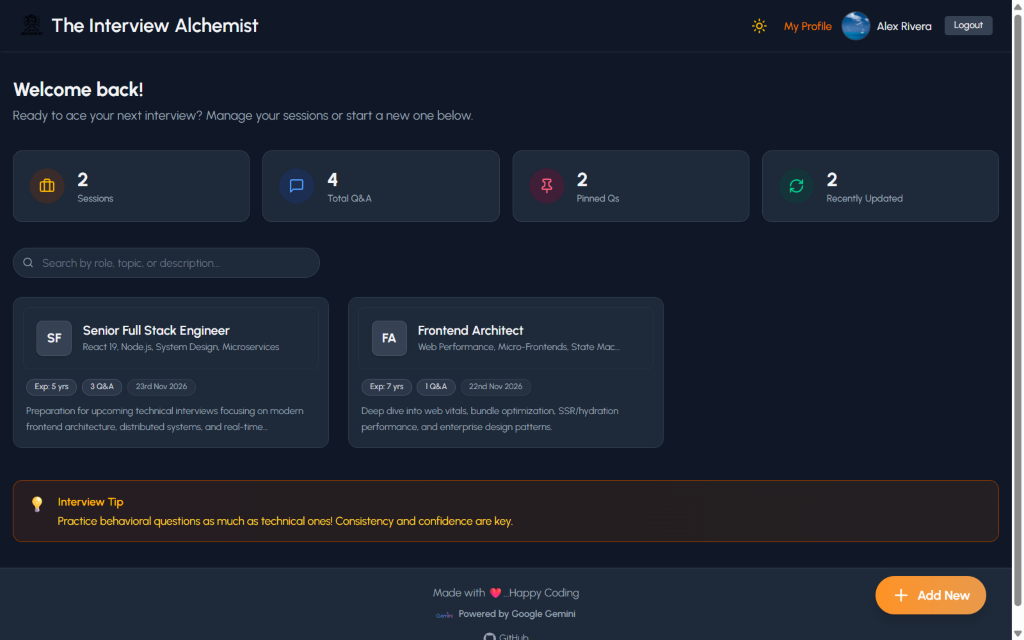 The Interview Alchemist
My Profile
Alex Rivera
Logout
Welcome back!
Ready to ace your next interview? Manage your sessions or start a new one below.
2
Sessions
4
Total Q&A
2
Pinned Qs
2
Recently Updated
Search by role, topic, or description...
SF
Senior Full Stack Engineer
React 19, Node.js, System Design, Microservices
Exp: 5 yrs
3 Q&A
23rd Nov 2026
Preparation for upcoming technical interviews focusing on modern
frontend architecture, distributed systems, and real-time...
FA
Frontend Architect
Web Performance, Micro-Frontends, State Mac...
Exp: 7 yrs
1 Q&A
22nd Nov 2026
Deep dive into web vitals, bundle optimization, SSR/hydration
performance, and enterprise design patterns.
Interview Tip
Practice behavioral questions as much as technical ones! Consistency and confidence are key.
Made with ❤️...Happy Coding
Powered by Google Gemini
GitHub
Add New